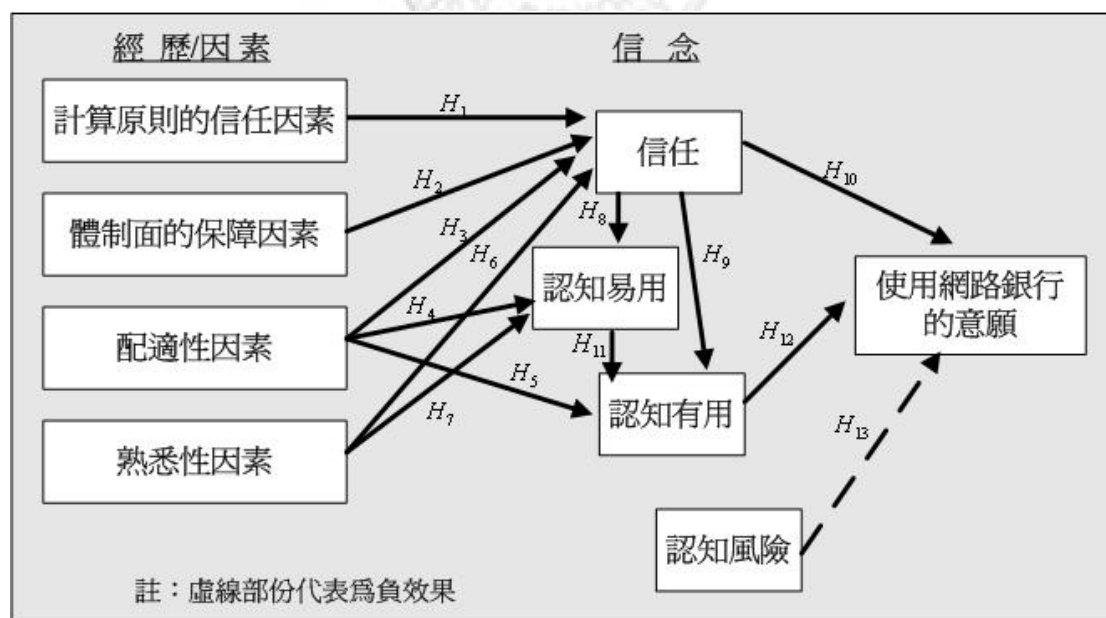 經 歷/因 素
信 念
計算原則的信任因素
體制面的保障因素
配適性因素
熟悉性因素
信任
認知易用
認知有用
認知風險
使用網路銀行
的意願
H1
H2
H3
H6
H4
H5
H7
H8
H9
H10
H11
H12
H13
註：虛線部份代表爲負效果